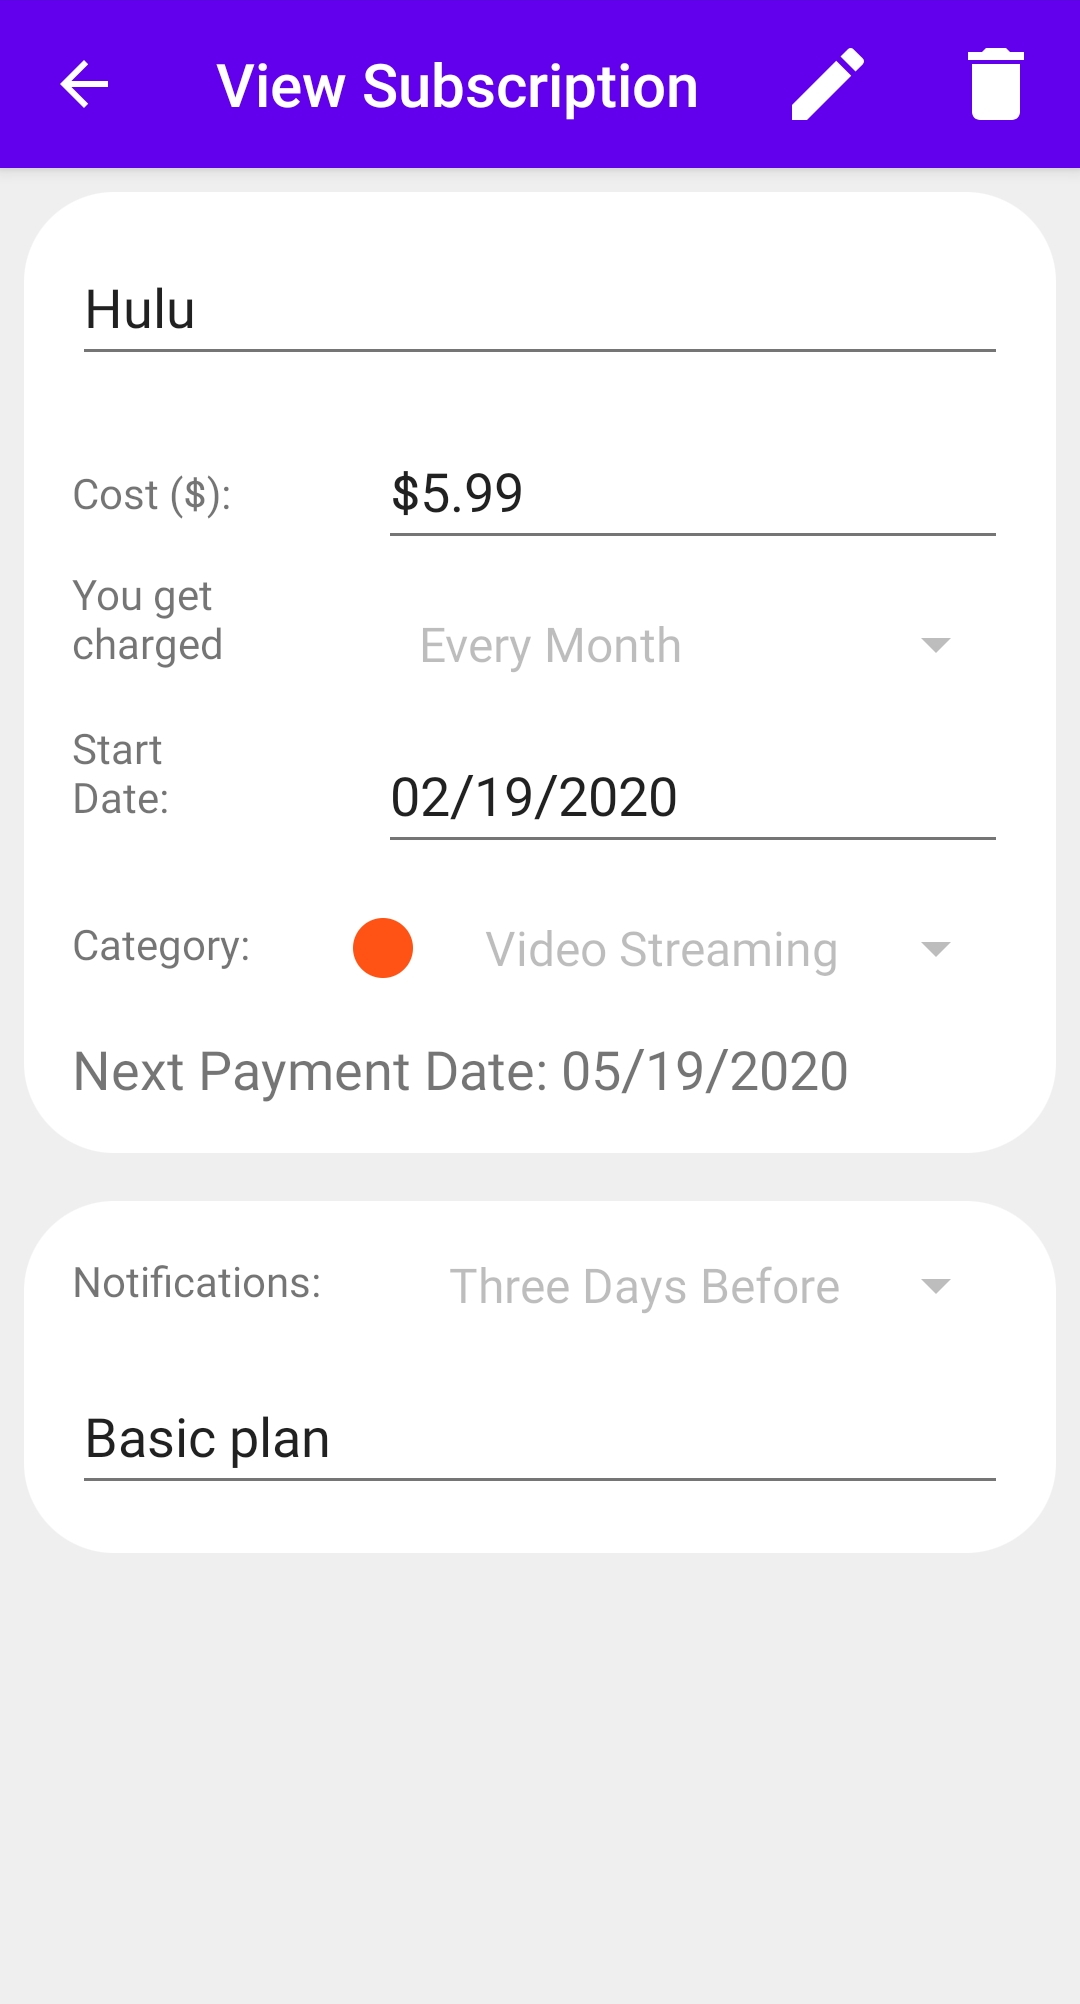 View Subscription
Hulu
Cost ($): $5.99
You get
charged
Every Month
Start
Date:
02/19/2020
Category: Video Streaming
Next Payment Date: 05/19/2020
Notifications: Three Days Before
Basic plan